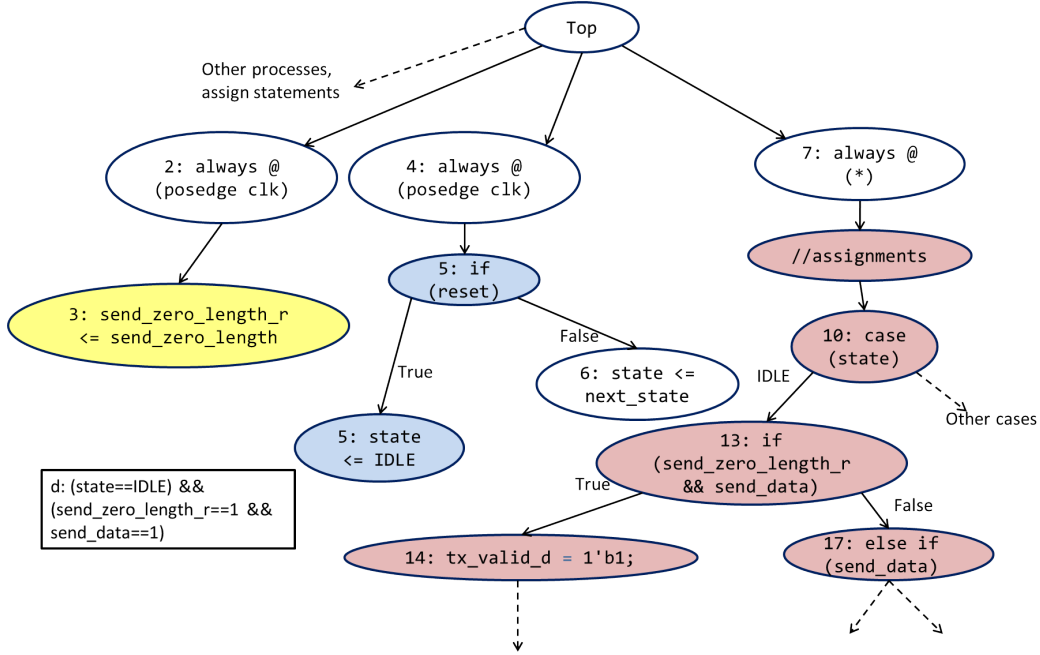 Top
Other processes,
assign statements
2: always @
(posedge clk)
4: always @
(posedge clk)
7: always @
(*)
//assignments
5: if
(reset)
3: send_zero_length_r
<= send_zero_length
10: case
(state)
False
True
IDLE
6: state <=
next_state
Other cases
5: state
<= IDLE
13: if
(send_zero_length_r
&& send_data)
True
False
d: (state==IDLE) &&
(send_zero_length_r==1 &&
send_data==1)
14: tx_valid_d = 1'b1;
17: else if
(send_data)